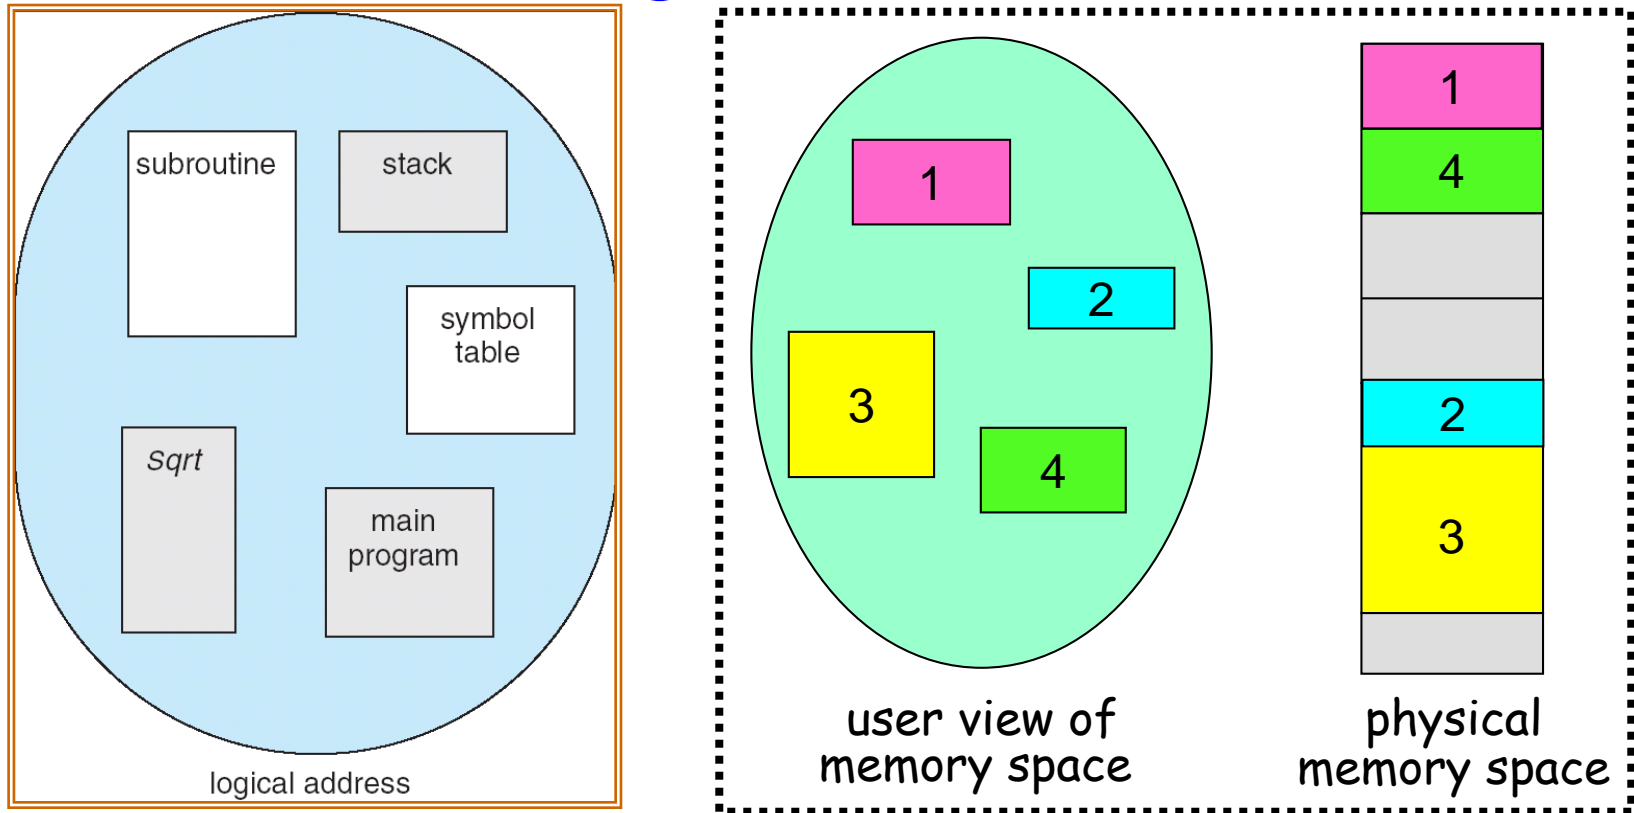 subroutine
stack
symbol
table
Sqrt
main
program
logical address
1
2
3
4
user view of
memory space
1
4
2
3
physical
memory space